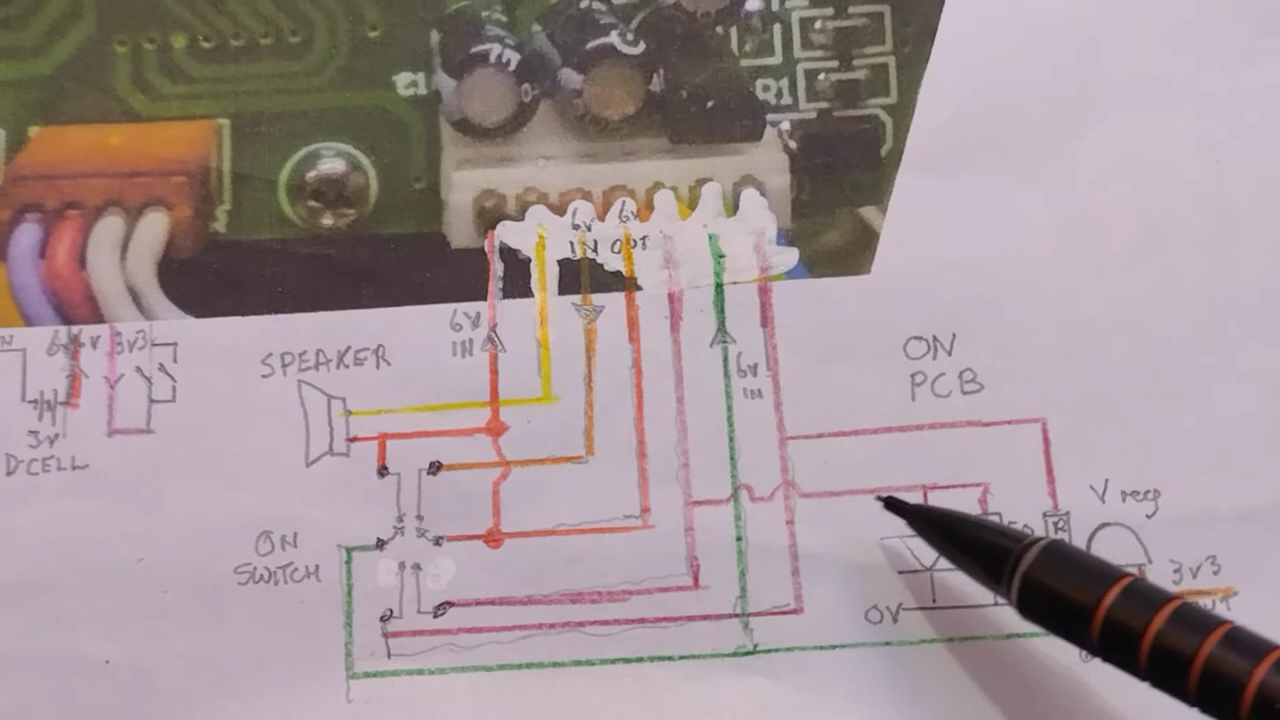 C1
R1
6v
IN
6v
OUT
6V
IN
6V
IN
SPEAKER
ON
SWITCH
ON
PCB
V reg
R
3V3
0V
N
6v
3v3
3V
D CELL